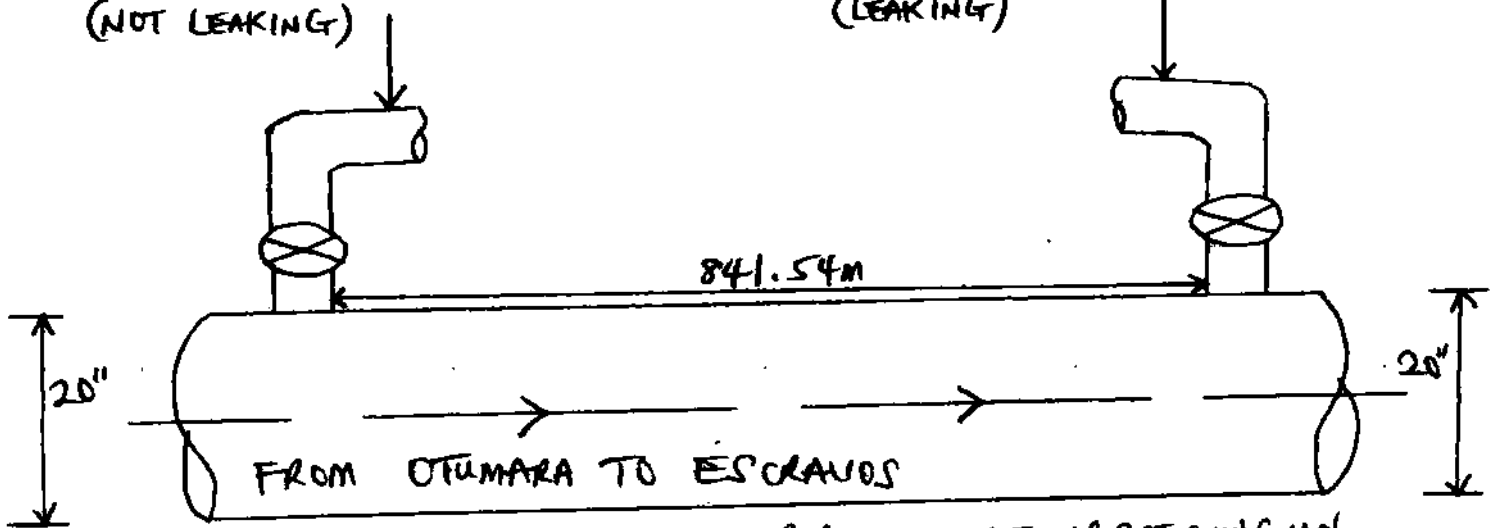 (NOT LEAKING)
(LEAKING)
841.54m
20"
20"
FROM OTUMARA TO ESCRAVOS